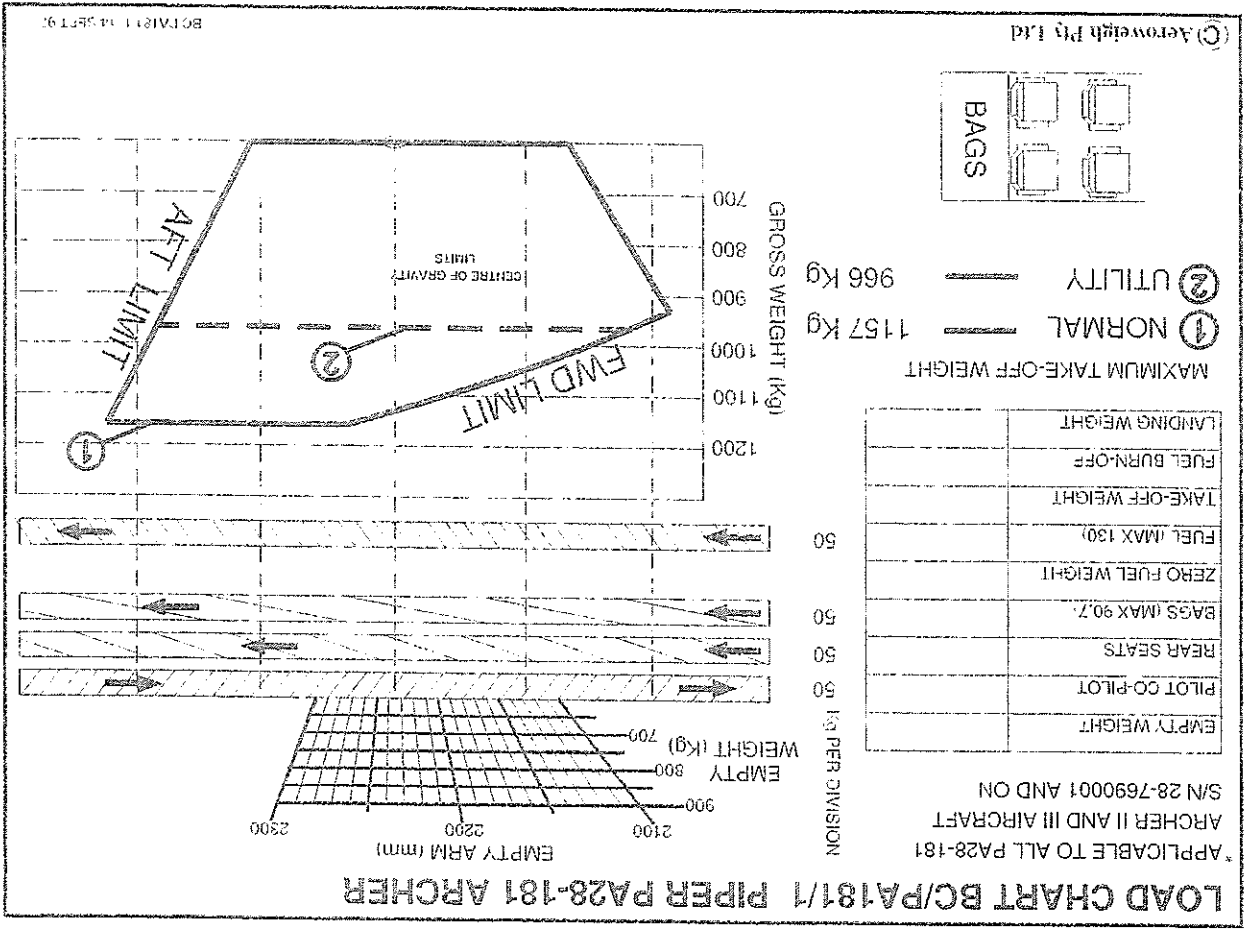 LOAD CHART BC/PA181/1 PIPER PA28-181 ARCHER
*APPLICABLE TO ALL PA28-181
ARCHER II AND III AIRCRAFT
S/N 28-7690001 AND ON
EMPTY WEIGHT
PILOT CO-PILOT
REAR SEATS
BAGS (MAX 90.7)
ZERO FUEL WEIGHT
FUEL (MAX 130)
TAKE-OFF WEIGHT
FUEL BURN-OFF
LANDING WEIGHT
MAXIMUM TAKE-OFF WEIGHT
1 NORMAL 1157 Kg
2 UTILITY 966 Kg
BAGS
(C) Aeroweigh Pty Ltd
EMPTY ARM (mm)
2100 2200 2300
EMPTY
WEIGHT (Kg)
900
800
700
Kg PER DIVISION
50
50
50
50
GROSS WEIGHT (Kg)
1200
1100
1000
900
800
700
1
FWD LIMIT
2
AFT LIMIT
CENTRE OF GRAVITY
LIMITS